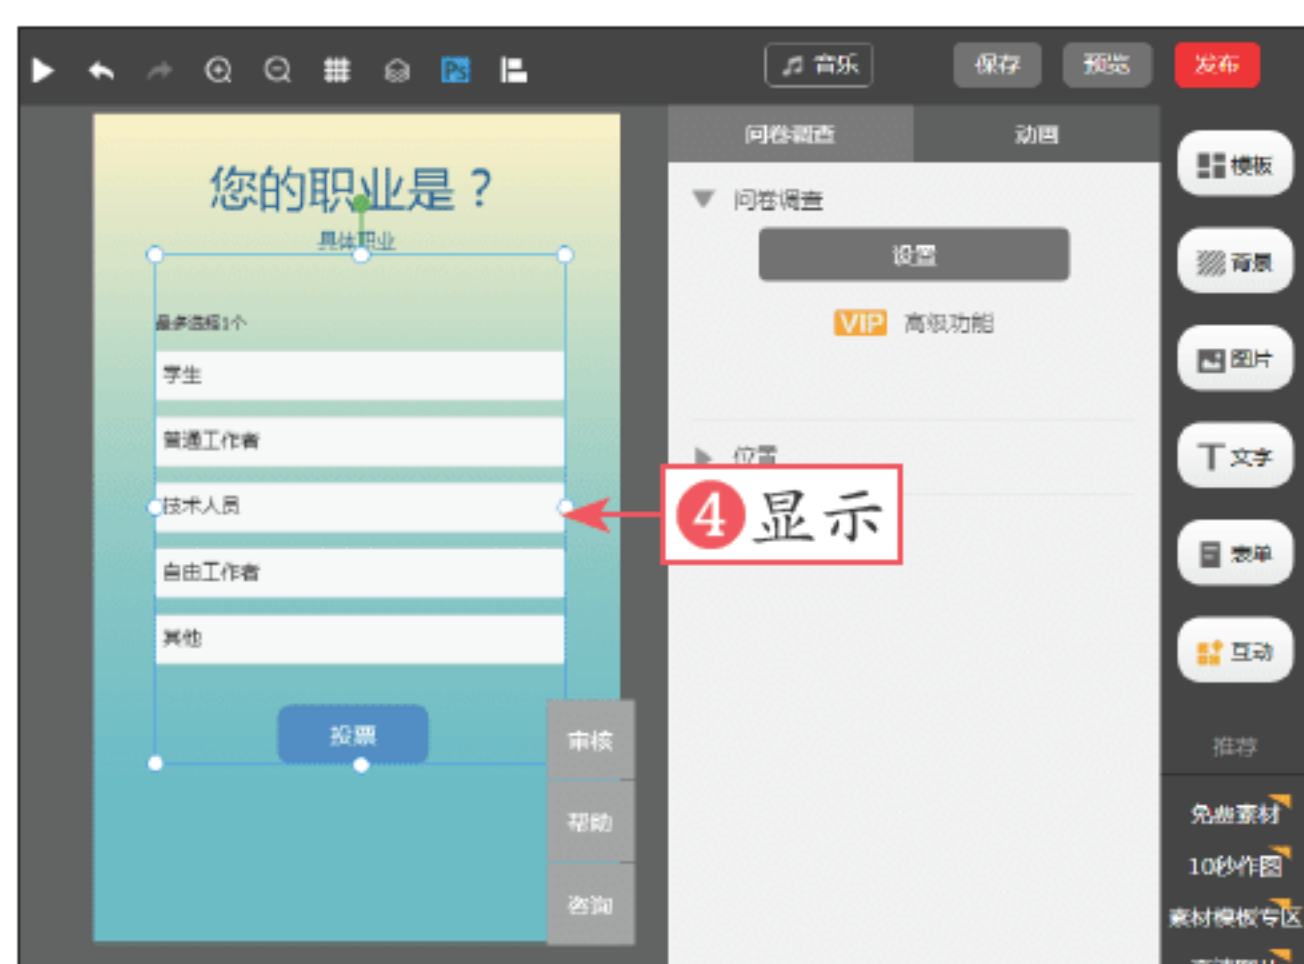 Ps
音乐
保存
预览
发布
您的职业是？
具体职业
最多选择1个
学生
普通工作者
技术人员
自由工作者
其他
投票
审核
帮助
咨询
问卷调查
动画
问卷调查
设置
VIP 高级功能
位置
4 显示
模板
背景
图片
文字
表单
互动
推荐
免费素材
10秒作图
素材模板专区